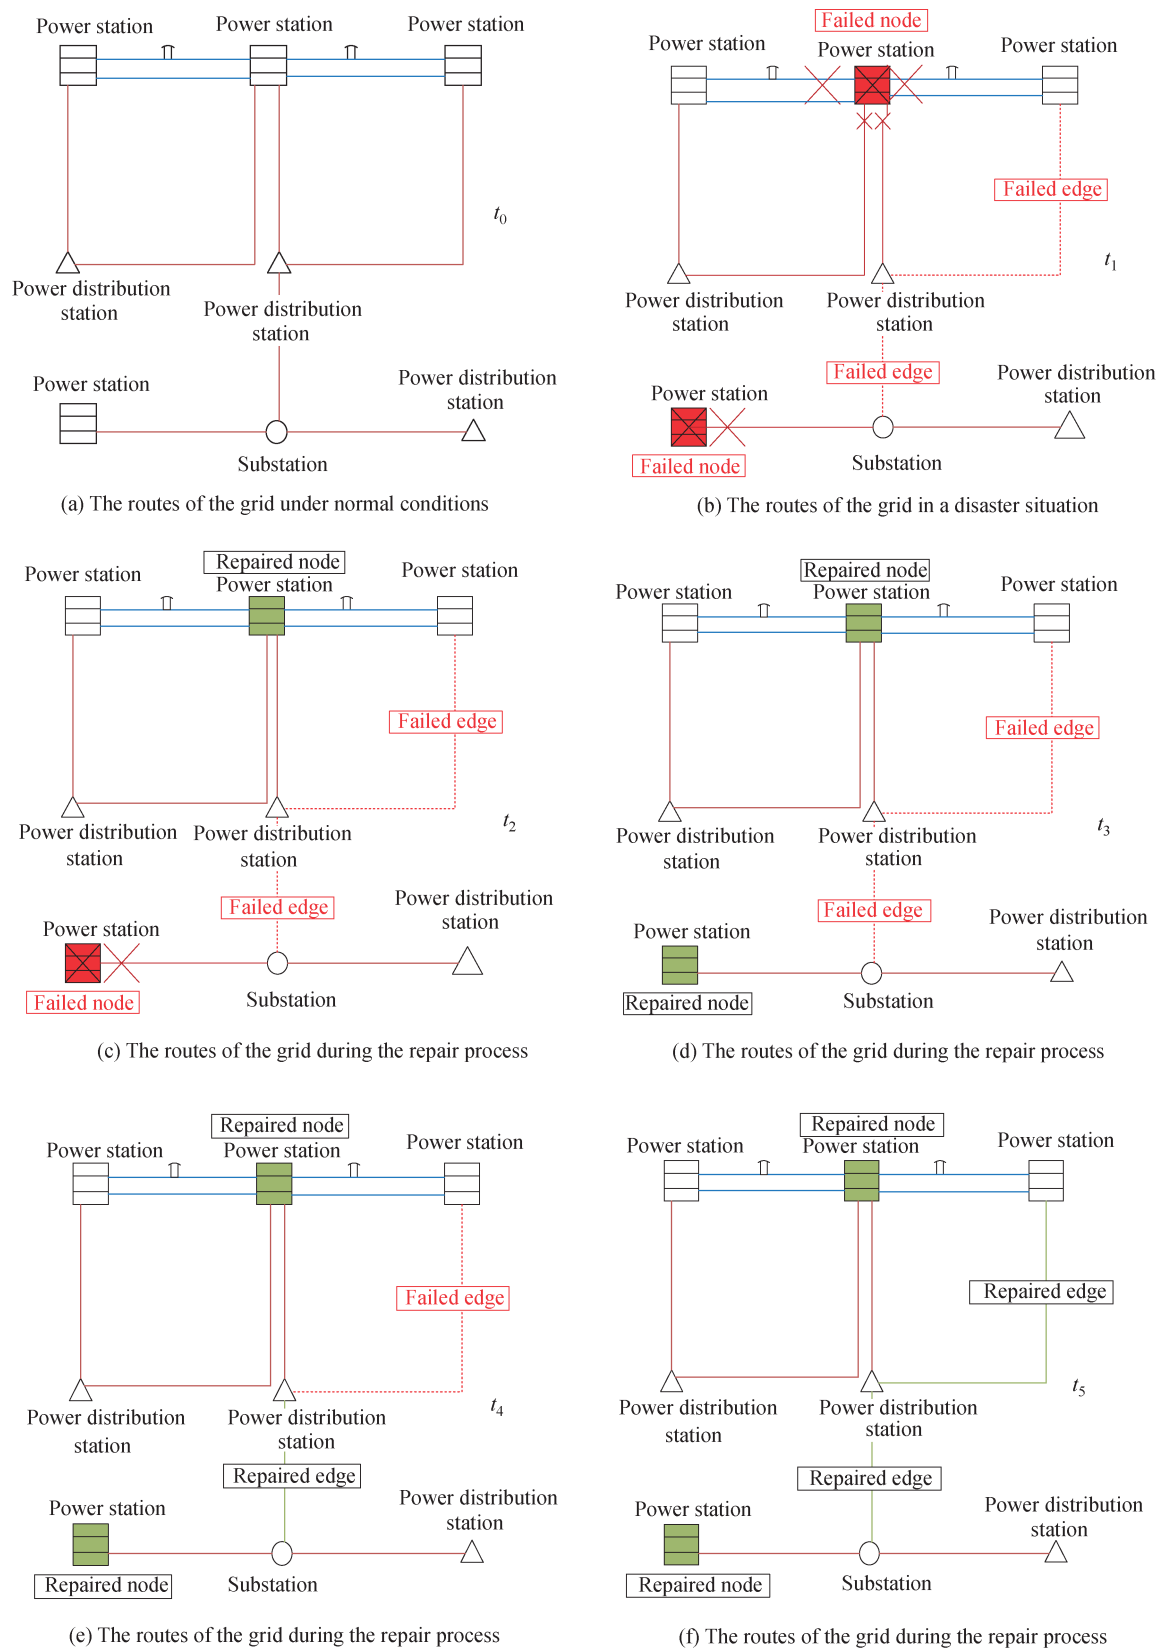 Power station
Power station
Power station
t0
Power distribution
station
Power distribution
station
Power station
Power distribution
station
Substation
(a) The routes of the grid under normal conditions
Failed node
Power station
Power station
Power station
Failed edge
t1
Power distribution
station
Power distribution
station
Failed edge
Power station
Power distribution
station
Failed node
Substation
(b) The routes of the grid in a disaster situation
Repaired node
Power station
Power station
Power station
Failed edge
t2
Power distribution
station
Power distribution
station
Failed edge
Power distribution
station
Power station
Failed node
Substation
(c) The routes of the grid during the repair process
Repaired node
Power station
Power station
Power station
Failed edge
t3
Power distribution
station
Power distribution
station
Failed edge
Power distribution
station
Power station
Repaired node
Substation
(d) The routes of the grid during the repair process
Repaired node
Power station
Power station
Power station
Failed edge
t4
Power distribution
station
Power distribution
station
Repaired edge
Power distribution
station
Power station
Repaired node
Substation
(e) The routes of the grid during the repair process
Repaired node
Power station
Power station
Power station
Repaired edge
t5
Power distribution
station
Power distribution
station
Repaired edge
Power station
Power distribution
station
Repaired node
Substation
(f) The routes of the grid during the repair process